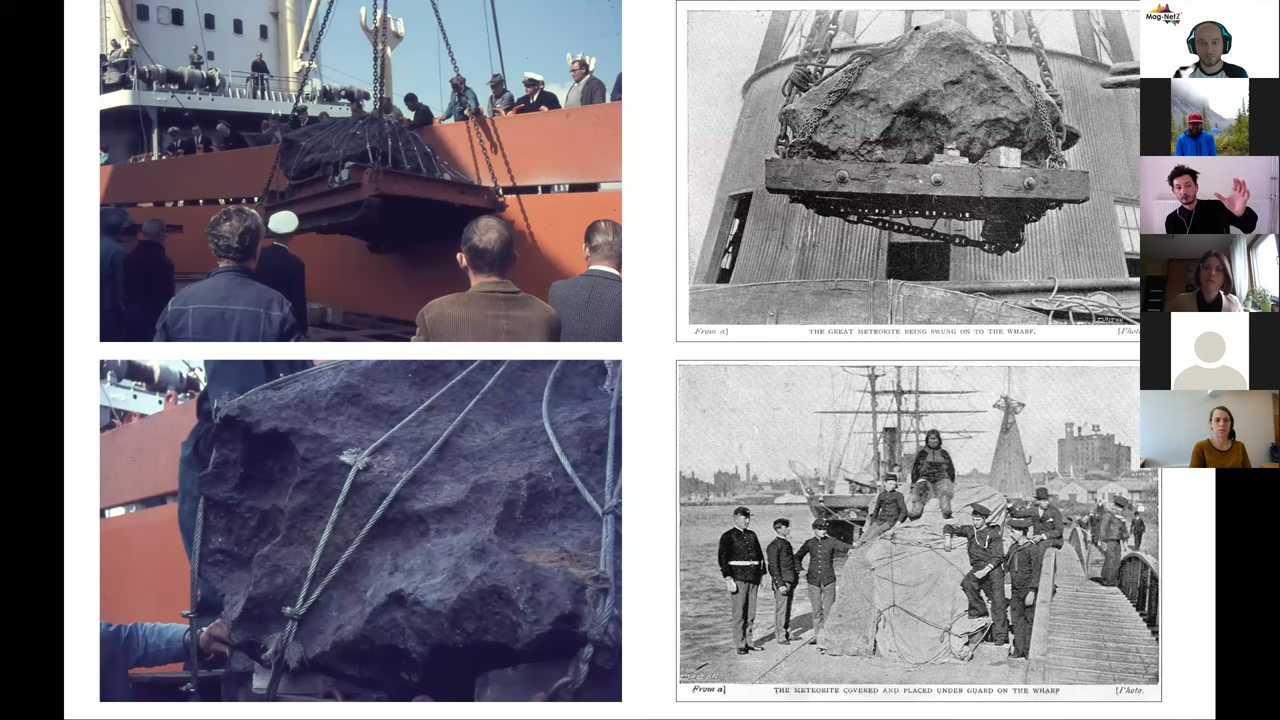 Mag-NetZ
From a]
THE GREAT METEORITE BEING SWUNG ON TO THE WHARF.
[Photo
From a]
THE METEORITE COVERED AND PLACED UNDER GUARD ON THE WHARF
[Photo.